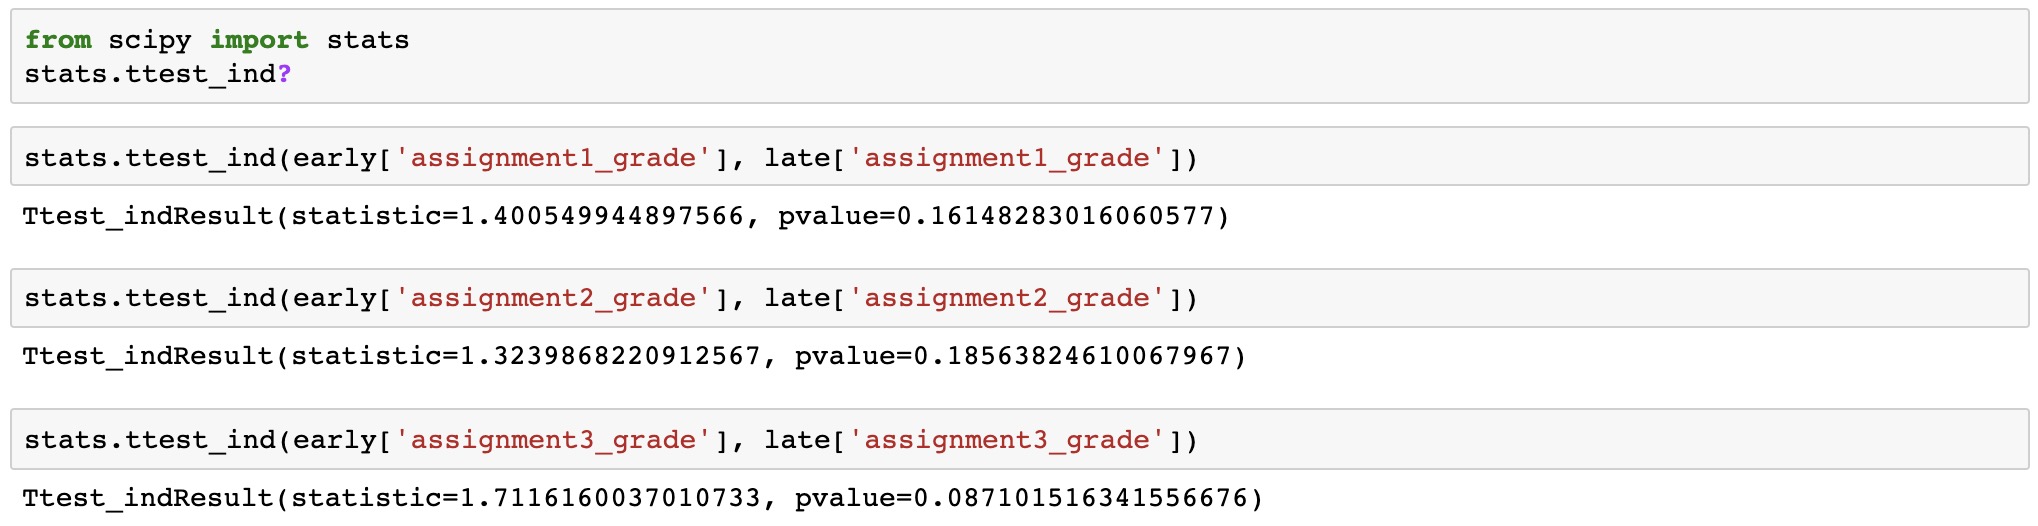 from scipy import stats
stats.ttest_ind?
stats.ttest_ind(early['assignment1_grade'], late['assignment1_grade'])
Ttest_indResult(statistic=1.400549944897566, pvalue=0.16148283016060577)
stats.ttest_ind(early['assignment2_grade'], late['assignment2_grade'])
Ttest_indResult(statistic=1.3239868220912567, pvalue=0.18563824610067967)
stats.ttest_ind(early['assignment3_grade'], late['assignment3_grade'])
Ttest_indResult(statistic=1.7116160037010733, pvalue=0.087101516341556676)